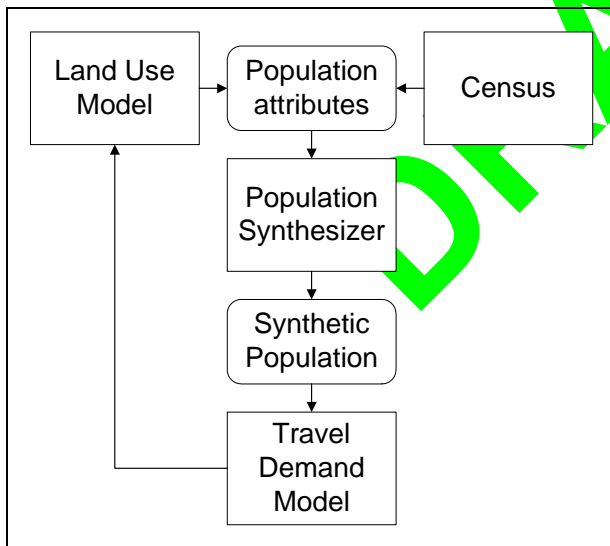 Land Use
Model
Population
attributes
Census
Population
Synthesizer
Synthetic
Population
Travel
Demand
Model